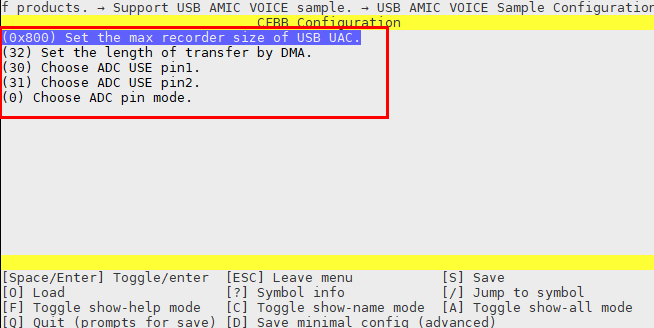 f products. → Support USB AMIC VOICE sample. → USB AMIC VOICE Sample Configuration
CFBB Configuration
(0x800) Set the max recorder size of USB UAC.
(32) Set the length of transfer by DMA.
(30) Choose ADC USE pin1.
(31) Choose ADC USE pin2.
(0) Choose ADC pin mode.
[Space/Enter] Toggle/enter [ESC] Leave menu [S] Save
[O] Load [?] Symbol info [/] Jump to symbol
[F] Toggle show-help mode [C] Toggle show-name mode [A] Toggle show-all mode
[Q] Quit (prompts for save) [D] Save minimal config (advanced)